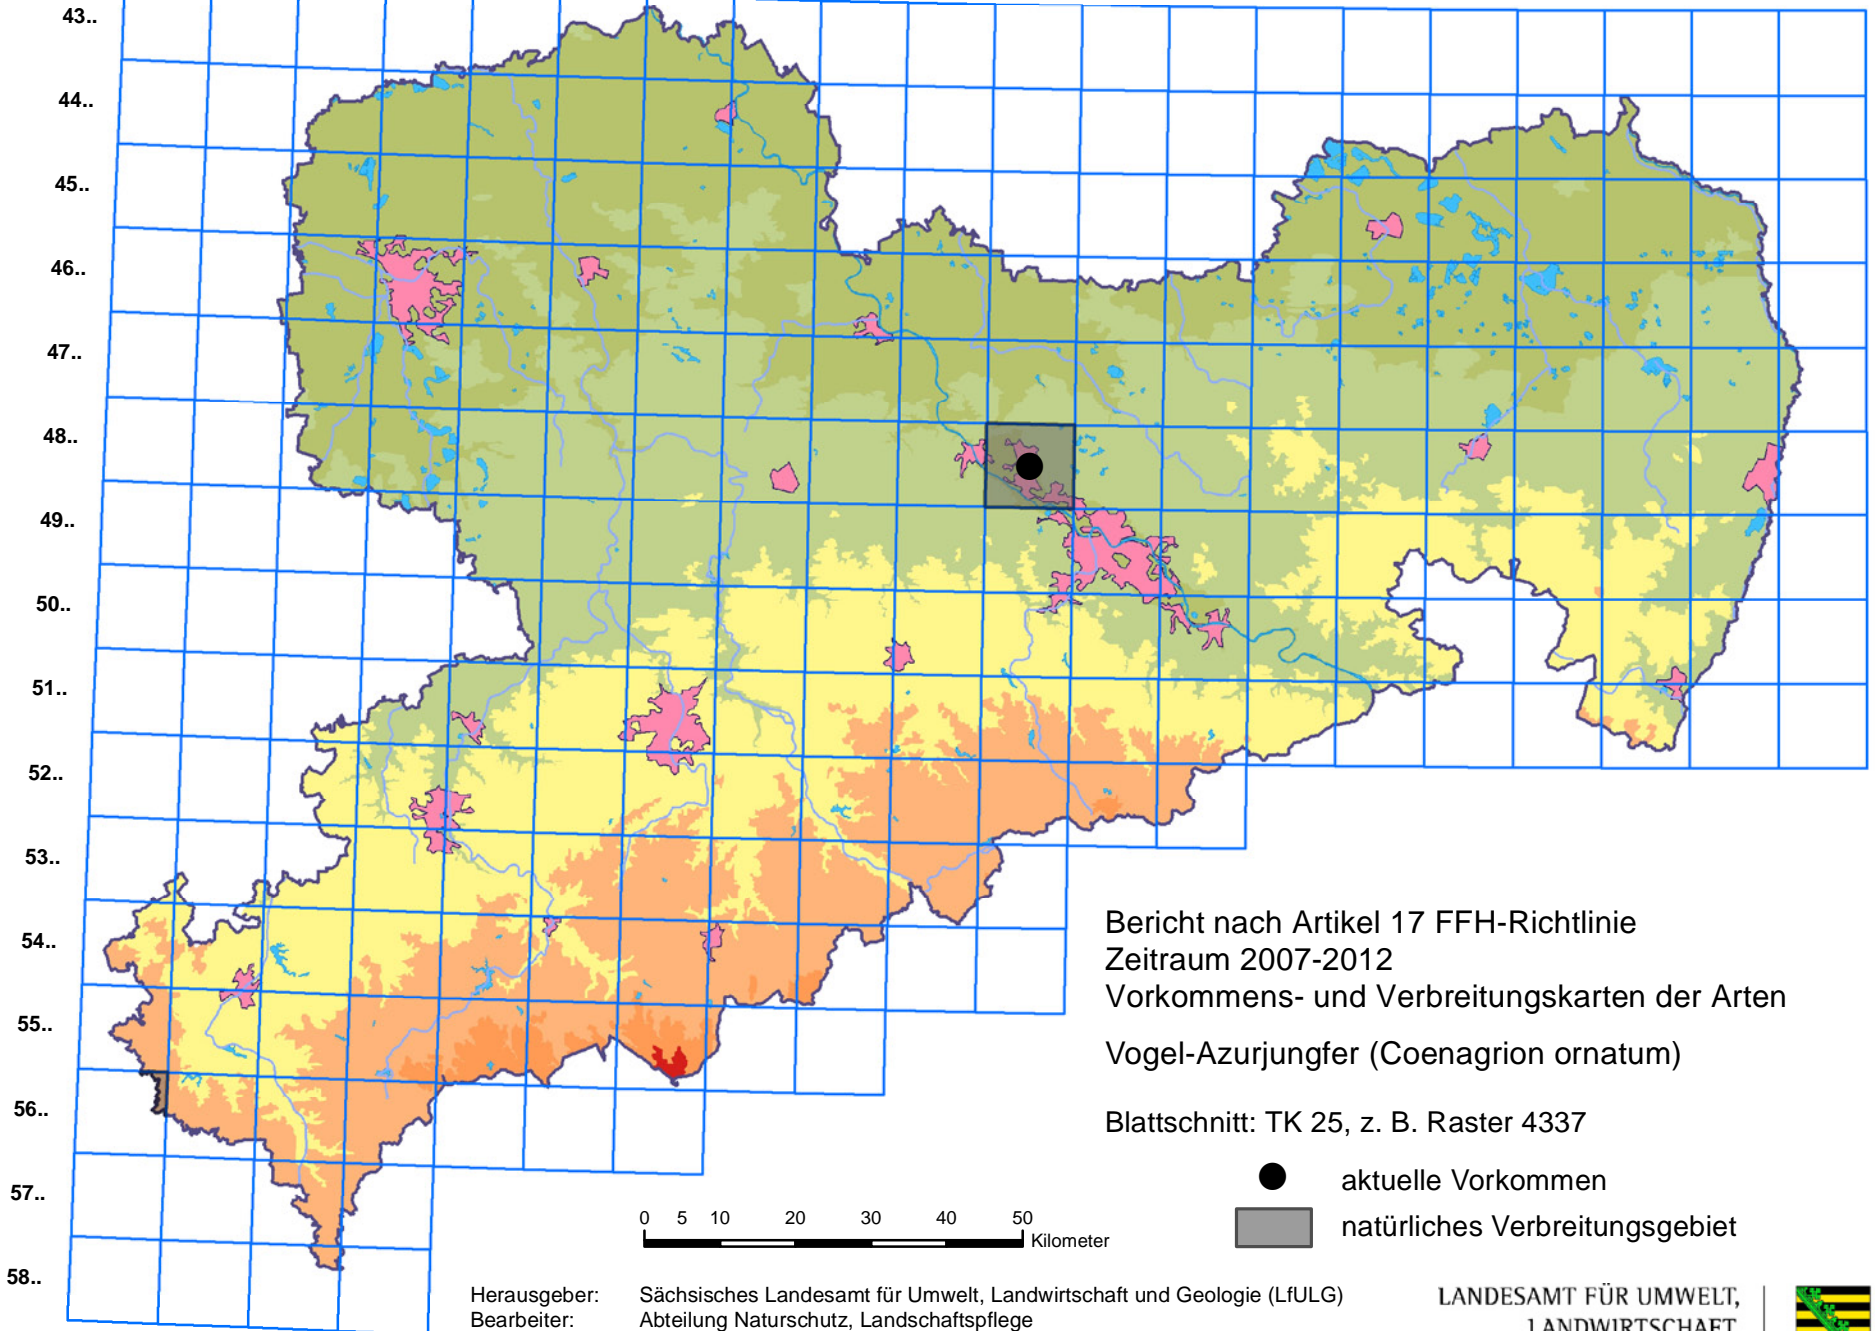 43..
44..
45..
46..
47..
48..
49..
50..
51..
52..
53..
54..
55..
56..
57..
58..
Bericht nach Artikel 17 FFH-Richtlinie
Zeitraum 2007-2012
Vorkommens- und Verbreitungskarten der Arten
Vogel-Azurjungfer (Coenagrion ornatum)
Blattschnitt: TK 25, z. B. Raster 4337
aktuelle Vorkommen
natürliches Verbreitungsgebiet
0 5 10 20 30 40 50
Kilometer
Herausgeber: Sächsisches Landesamt für Umwelt, Landwirtschaft und Geologie (LfULG)
Bearbeiter: Abteilung Naturschutz, Landschaftspflege
LANDESAMT FÜR UMWELT,
LANDWIRTSCHAFT